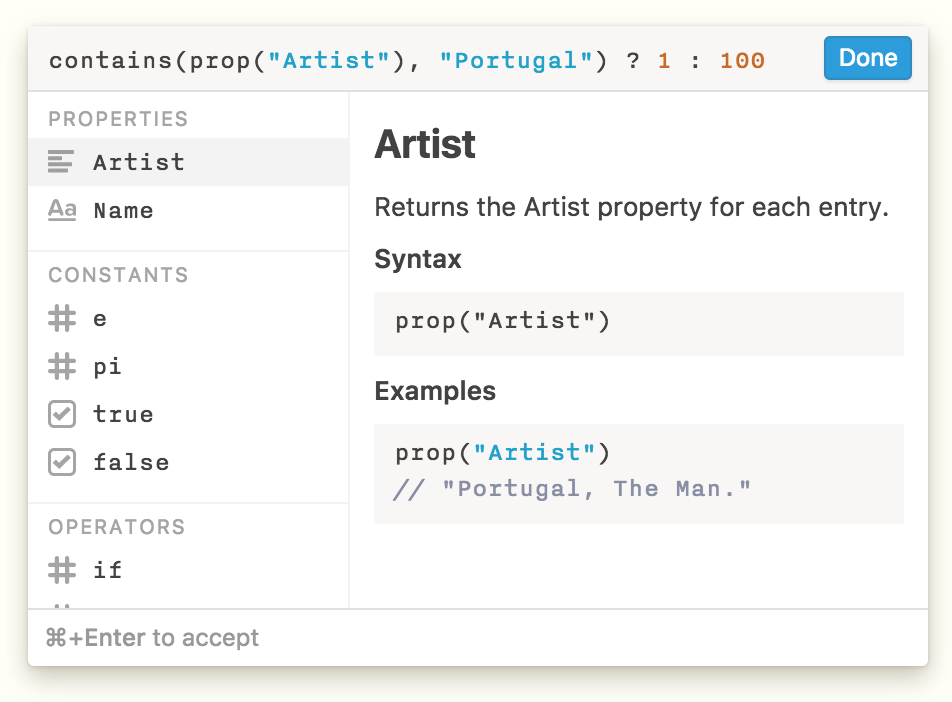 contains(prop("Artist"), "Portugal") ? 1 : 100
Done
PROPERTIES
Artist
Aa Name
CONSTANTS
e
pi
true
false
OPERATORS
if
Artist
Returns the Artist property for each entry.
Syntax
prop("Artist")
Examples
prop("Artist")
// "Portugal, The Man."
⌘+Enter to accept